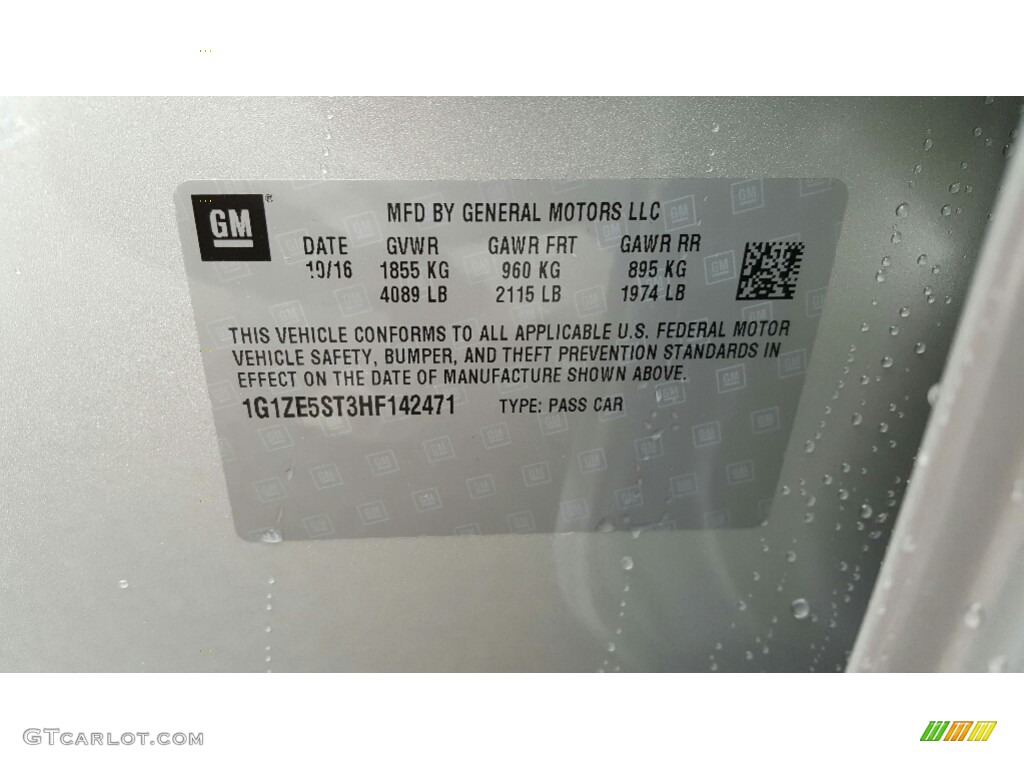 GM
MFD BY GENERAL MOTORS LLC
DATE GVWR GAWR FRT GAWR RR
10/16 1855 KG 960 KG 895 KG
4089 LB 2115 LB 1974 LB
THIS VEHICLE CONFORMS TO ALL APPLICABLE U.S. FEDERAL MOTOR
VEHICLE SAFETY, BUMPER, AND THEFT PREVENTION STANDARDS IN
EFFECT ON THE DATE OF MANUFACTURE SHOWN ABOVE.
1G1ZE5ST3HF142471 TYPE: PASS CAR
GTCARLOT.COM